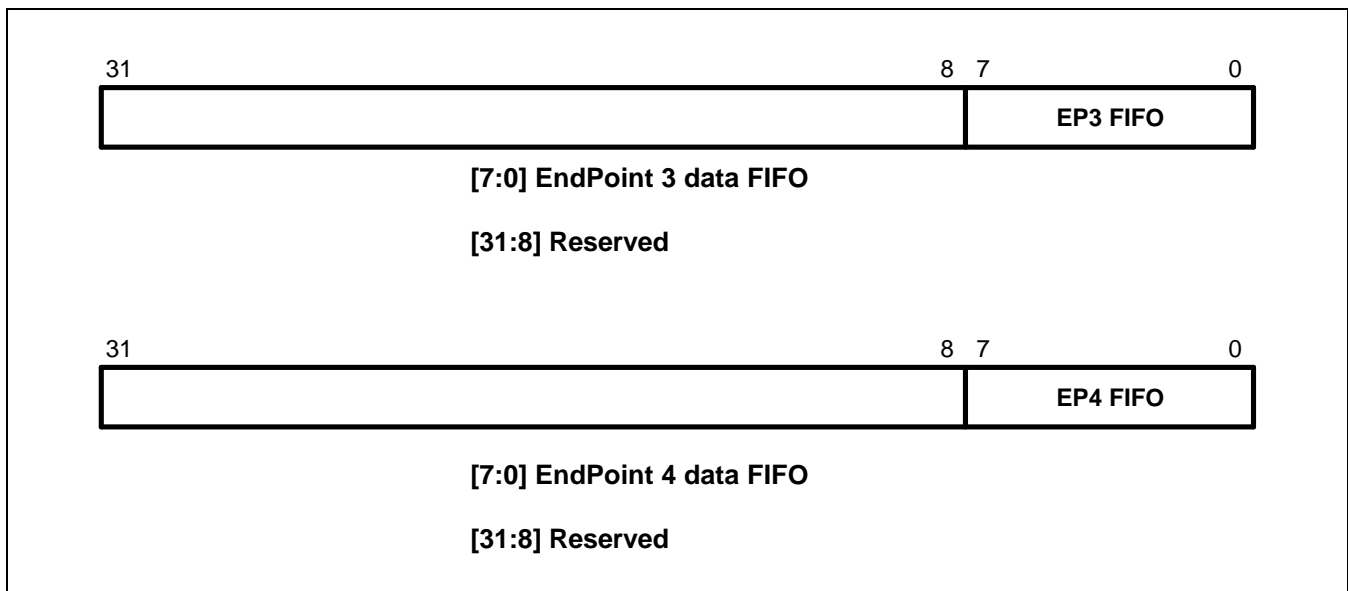 31 8 7 0
EP3 FIFO
[7:0] EndPoint 3 data FIFO
[31:8] Reserved
31 8 7 0
EP4 FIFO
[7:0] EndPoint 4 data FIFO
[31:8] Reserved